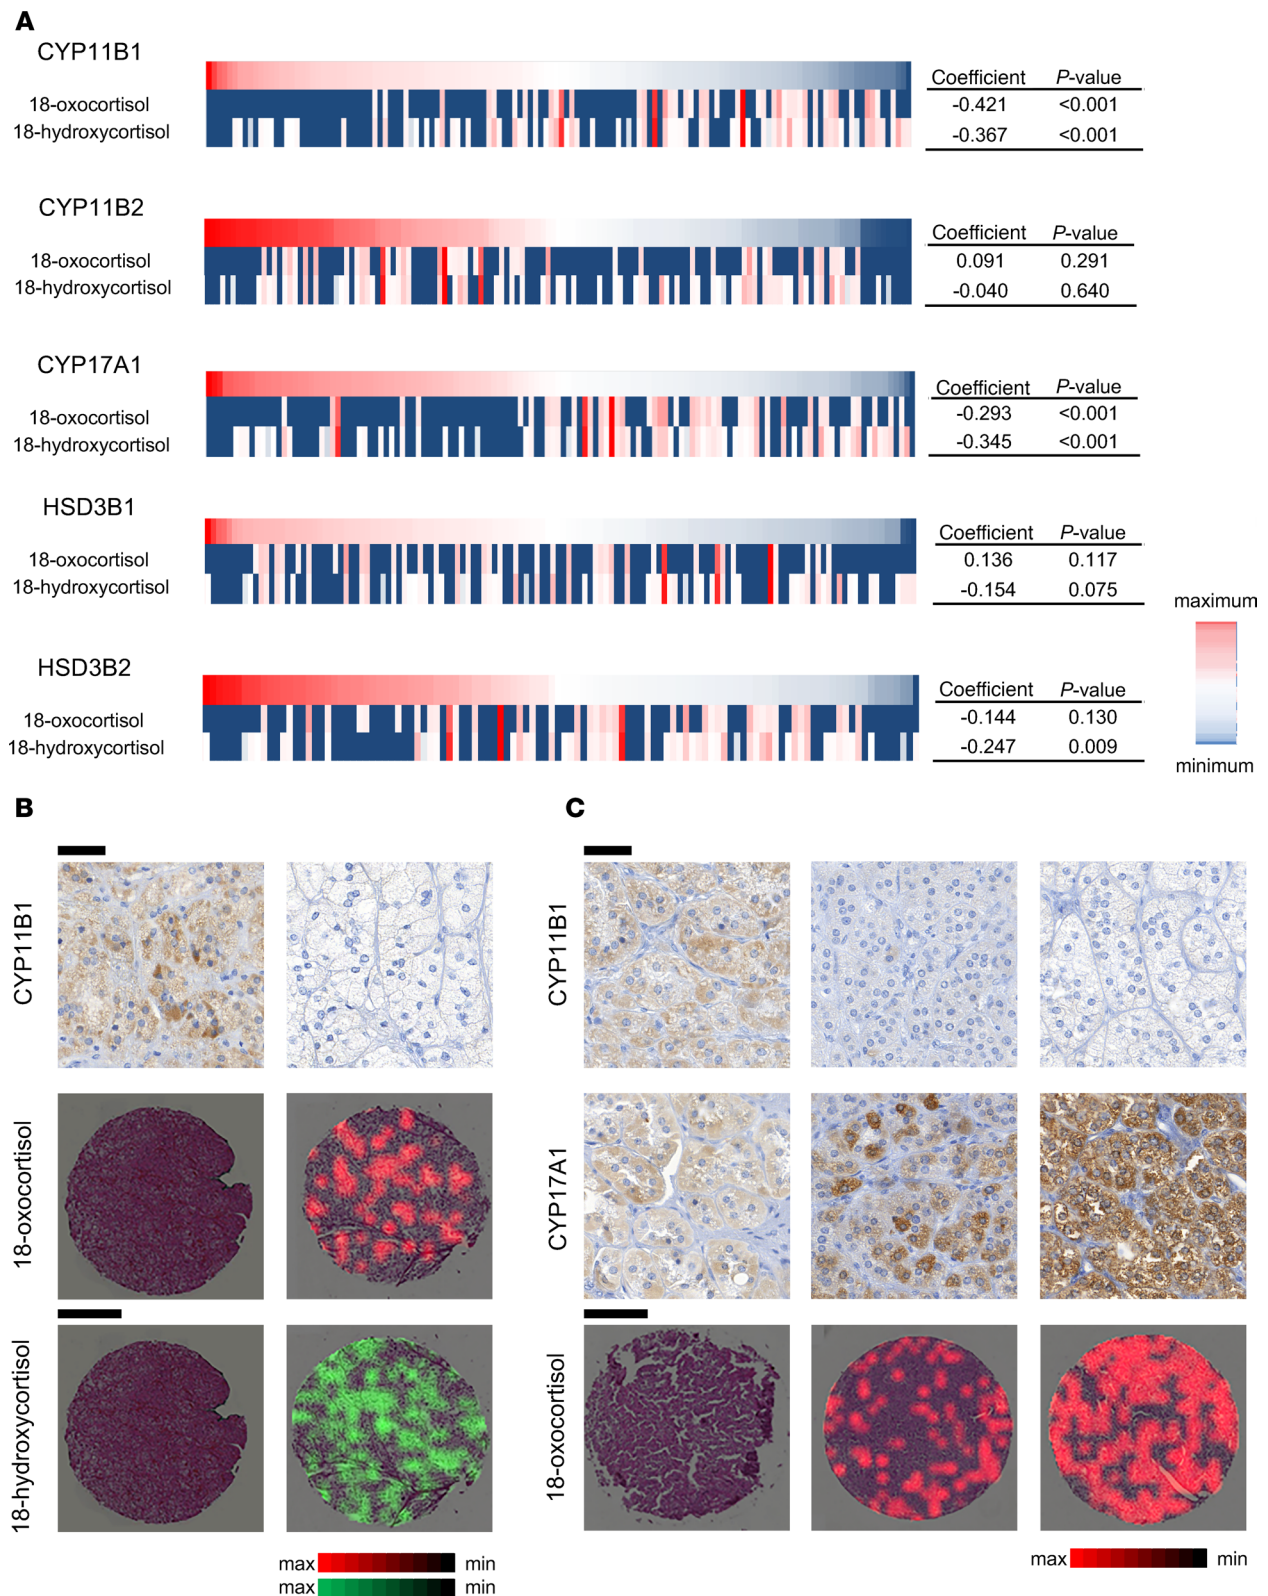 A
CYP11B1
Coefficient P-value
18-oxocortisol -0.421 <0.001
18-hydroxycortisol -0.367 <0.001
CYP11B2
Coefficient P-value
18-oxocortisol 0.091 0.291
18-hydroxycortisol -0.040 0.640
CYP17A1
Coefficient P-value
18-oxocortisol -0.293 <0.001
18-hydroxycortisol -0.345 <0.001
HSD3B1
Coefficient P-value
18-oxocortisol 0.136 0.117
18-hydroxycortisol -0.154 0.075
maximum
HSD3B2
Coefficient P-value
18-oxocortisol -0.144 0.130
18-hydroxycortisol -0.247 0.009
minimum
B
CYP11B1
18-oxocortisol
18-hydroxycortisol
max min
max min
C
CYP11B1
CYP17A1
18-oxocortisol
max min